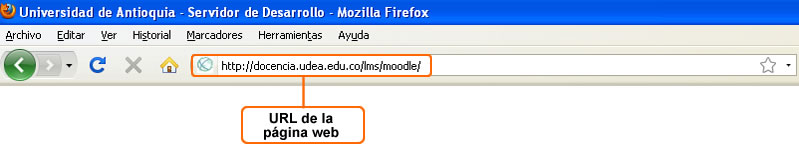 Universidad de Antioquia - Servidor de Desarrollo - Mozilla Firefox
Archivo Editar Ver Historial Marcadores Herramientas Ayuda
http://docencia.udea.edu.co/lms/moodle/
URL de la
página web